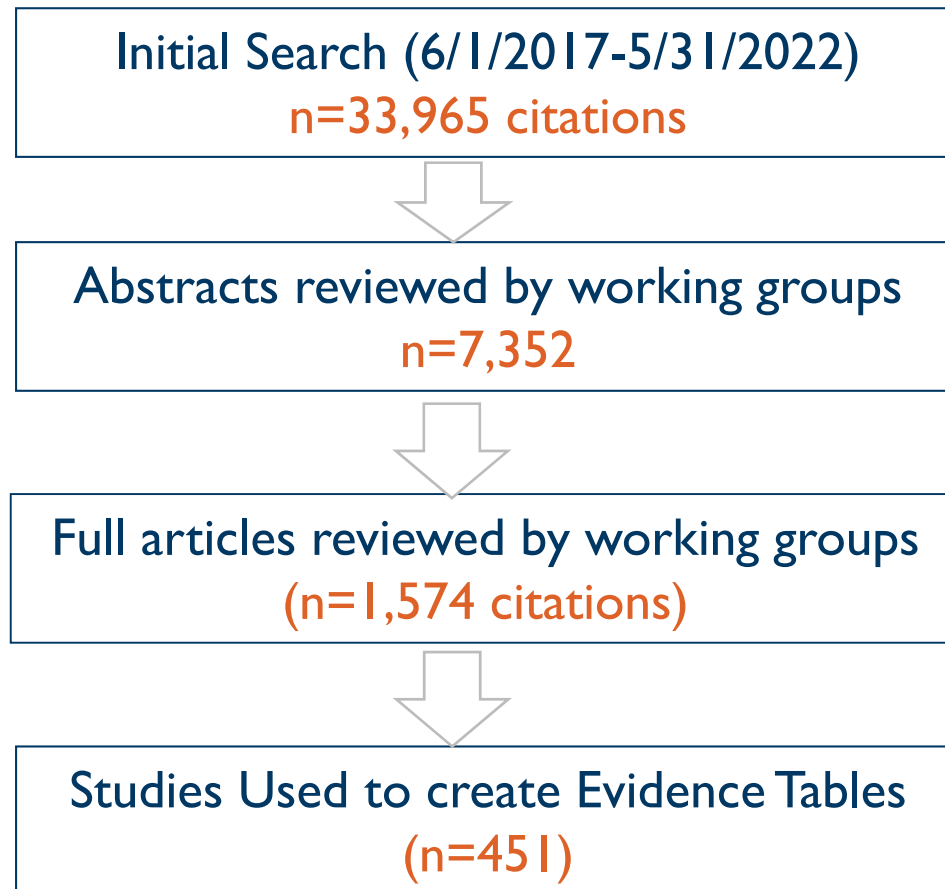 Initial Search (6/1/2017-5/31/2022)
n=33,965 citations
Abstracts reviewed by working groups
n=7,352
Full articles reviewed by working groups
(n=1,574 citations)
Studies Used to create Evidence Tables
(n=451)